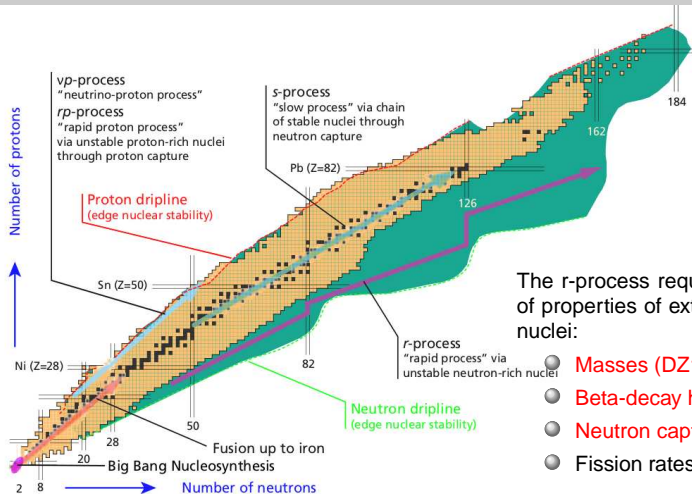 νp-process
"neutrino-proton process"
rp-process
"rapid proton process"
via unstable proton-rich nuclei
through proton capture
s-process
"slow process" via chain
of stable nuclei through
neutron capture
184
162
Pb (Z=82)
126
Proton dripline
(edge nuclear stability)
Number of protons
Sn (Z=50)
Ni (Z=28)
82
r-process
"rapid process" via
unstable neutron-rich nuclei
Neutron dripline
(edge nuclear stability)
50
28
20
Fusion up to iron
Big Bang Nucleosynthesis
2
8
Number of neutrons
The r-process requ
of properties of ex
nuclei:
Masses (DZ
Beta-decay h
Neutron cap
Fission rates